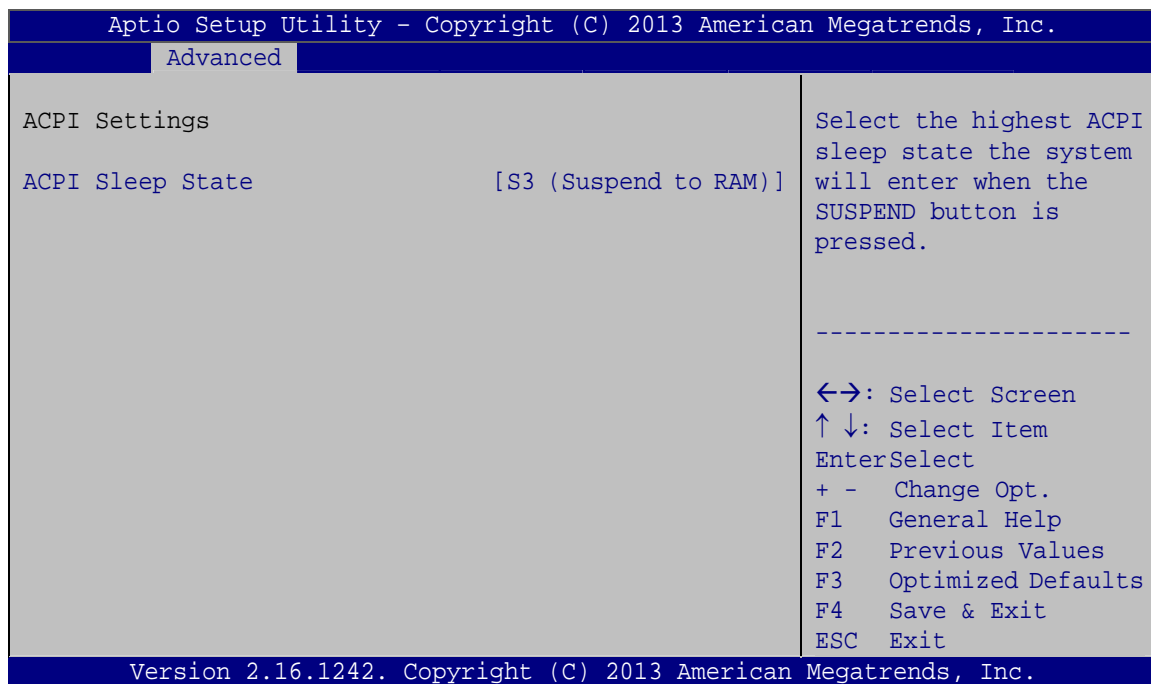 Aptio Setup Utility – Copyright (C) 2013 American Megatrends, Inc.
Advanced
ACPI Settings
ACPI Sleep State [S3 (Suspend to RAM)]
Select the highest ACPI
sleep state the system
will enter when the
SUSPEND button is
pressed.
----------------------
←→: Select Screen
↑ ↓: Select Item
EnterSelect
+ - Change Opt.
F1 General Help
F2 Previous Values
F3 Optimized Defaults
F4 Save & Exit
ESC Exit
Version 2.16.1242. Copyright (C) 2013 American Megatrends, Inc.